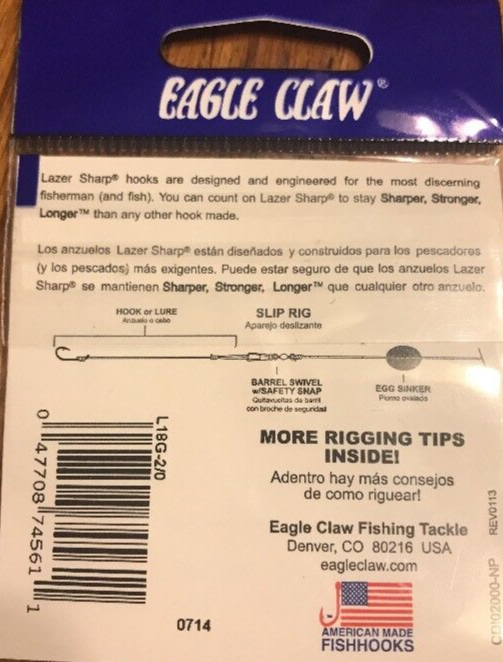 EAGLE CLAW®
Lazer Sharp® hooks are designed and engineered for the most discerning
fisherman (and fish). You can count on Lazer Sharp® to stay Sharper, Stronger,
Longer™ than any other hook made.
Los anzuelos Lazer Sharp® están diseñados y construidos para los pescadores
(y los pescados) más exigentes. Puede estar seguro de que los anzuelos Lazer
Sharp® se mantienen Sharper, Stronger, Longer™ que cualquier otro anzuelo.
HOOK or LURE
Anzuelo o cebo
SLIP RIG
Aparejo deslizante
BARREL SWIVEL
w/SAFETY SNAP
Quitavueltas de barril
con broche de seguridad
EGG SINKER
Plomo ovalado
L18G-2/0
0 47708 74561 1
MORE RIGGING TIPS
INSIDE!
Adentro hay más consejos
de como riguear!
Eagle Claw Fishing Tackle
Denver, CO 80216 USA
eagleclaw.com
AMERICAN MADE
FISHHOOKS
0714
REV0113